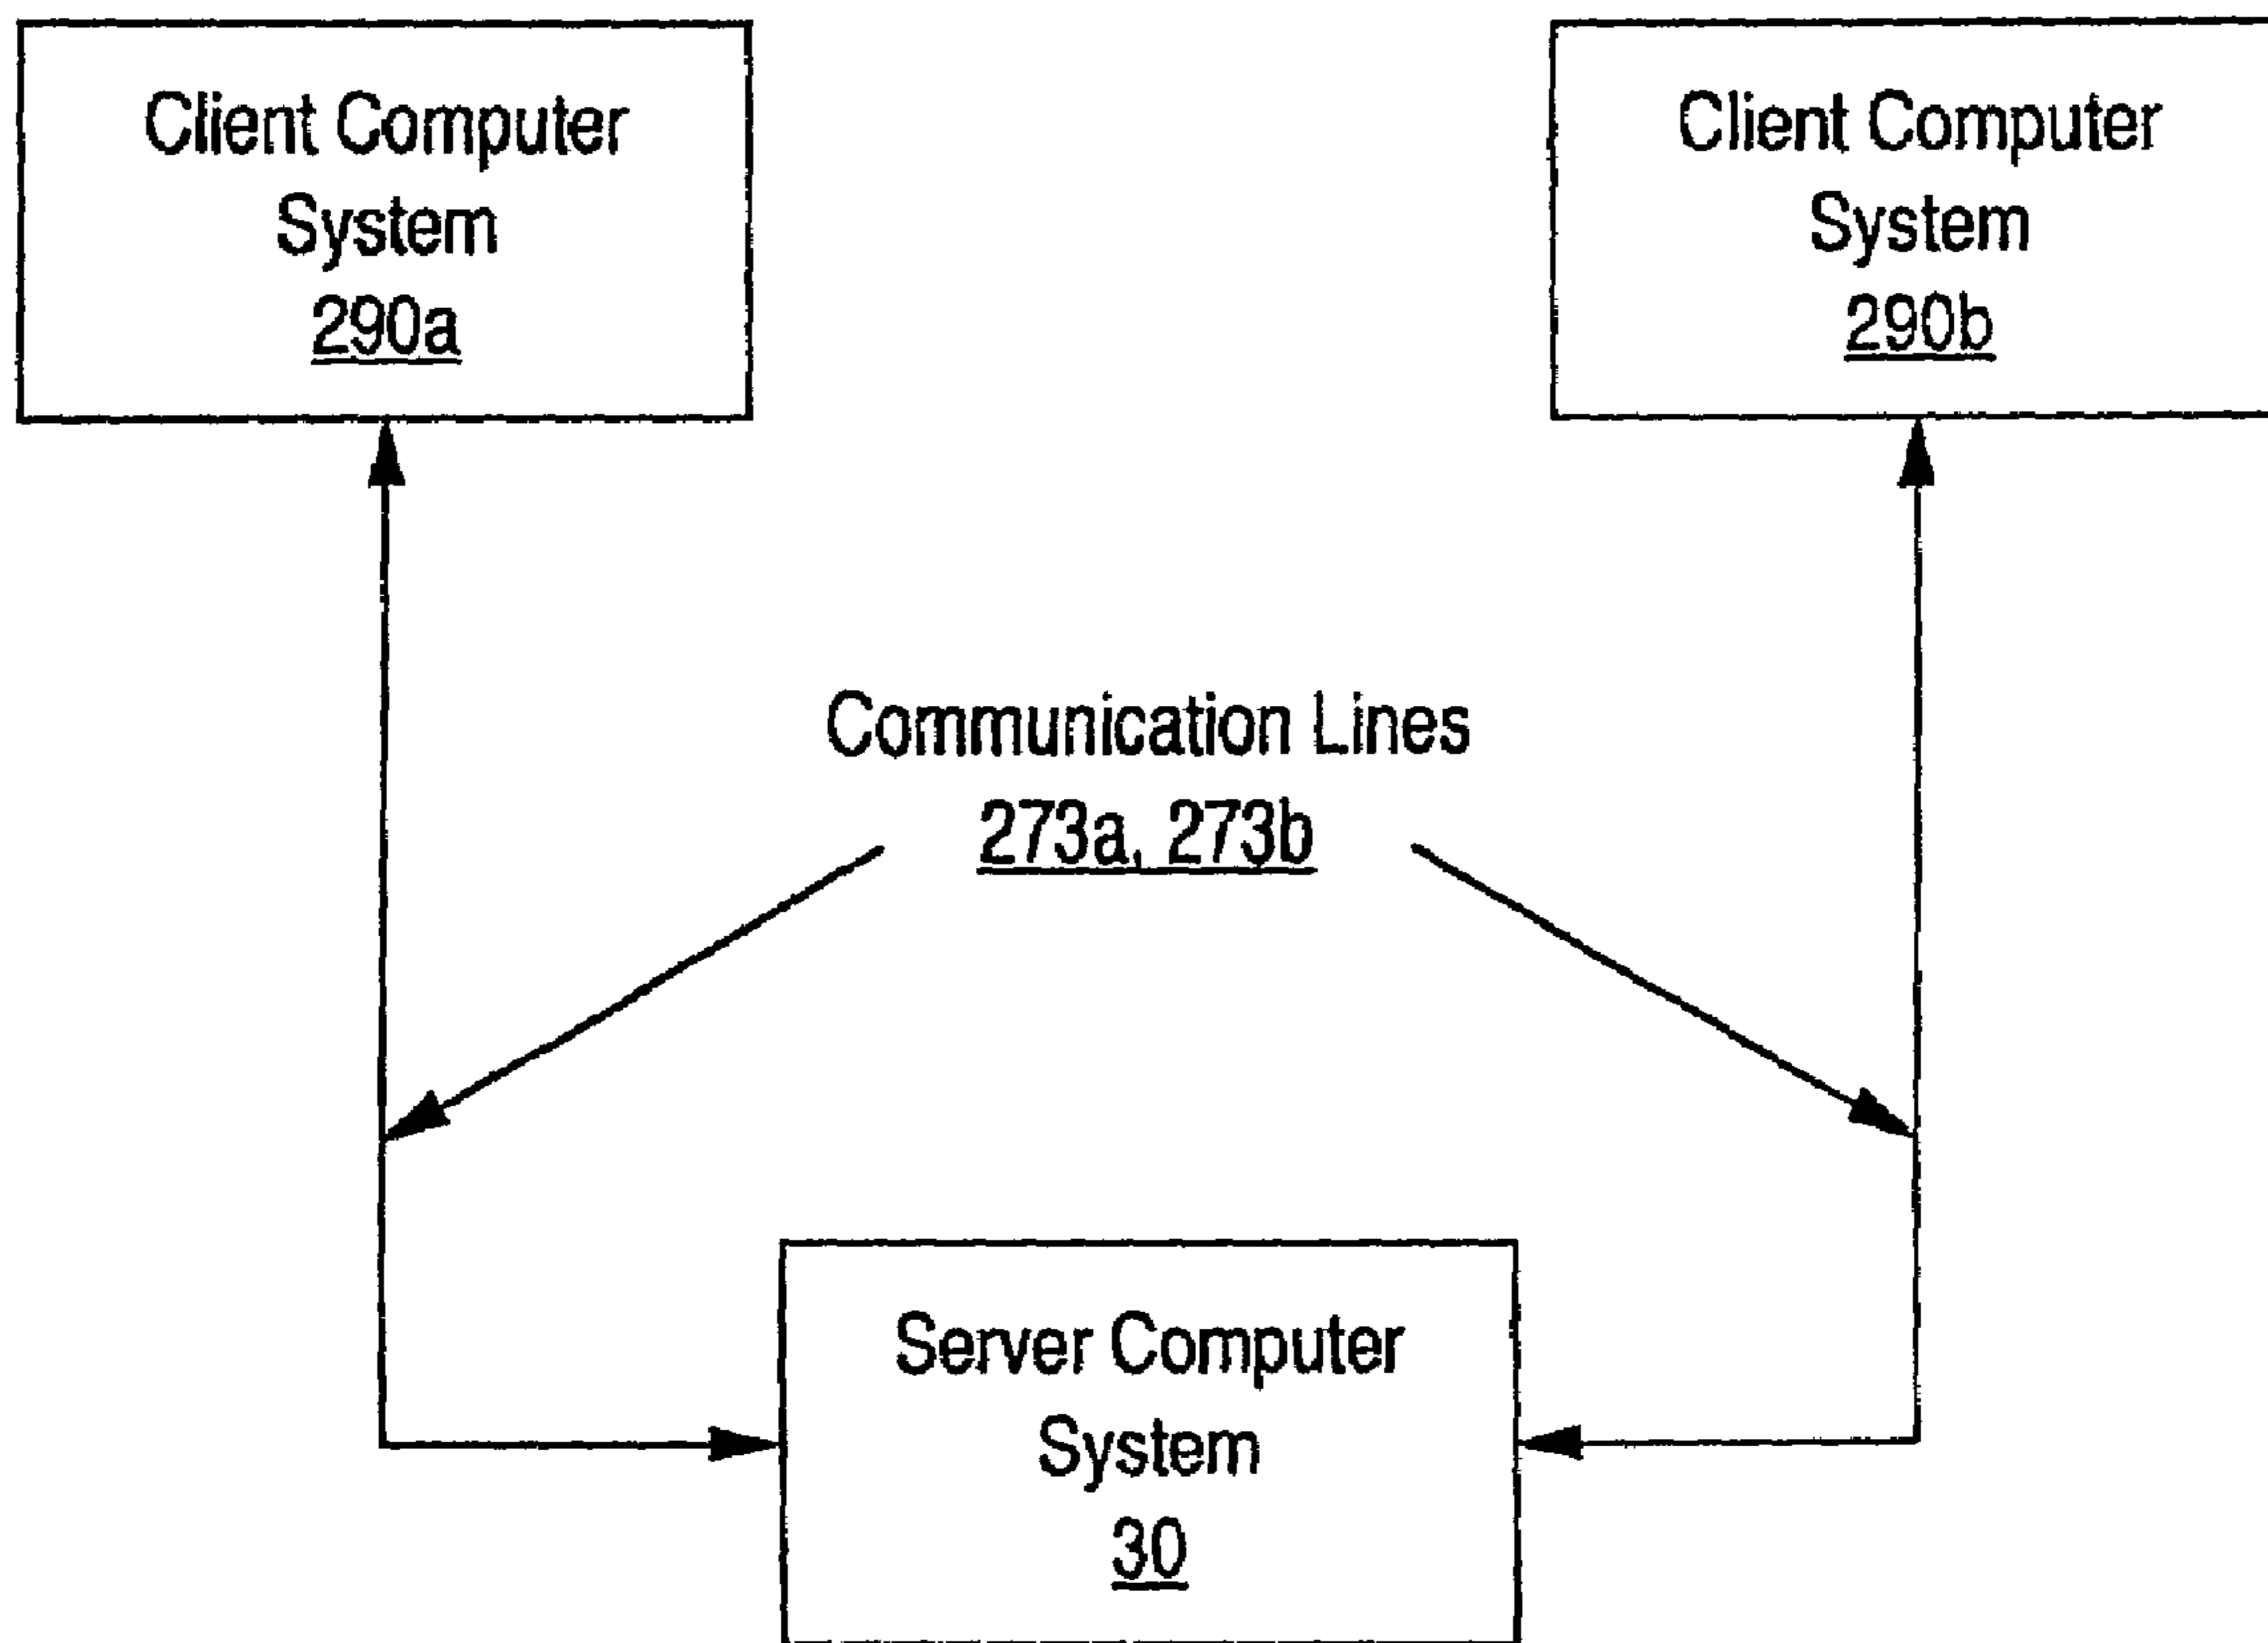 Client Computer
System
290a
Client Computer
System
290b
Communication Lines
273a, 273b
Server Computer
System
30